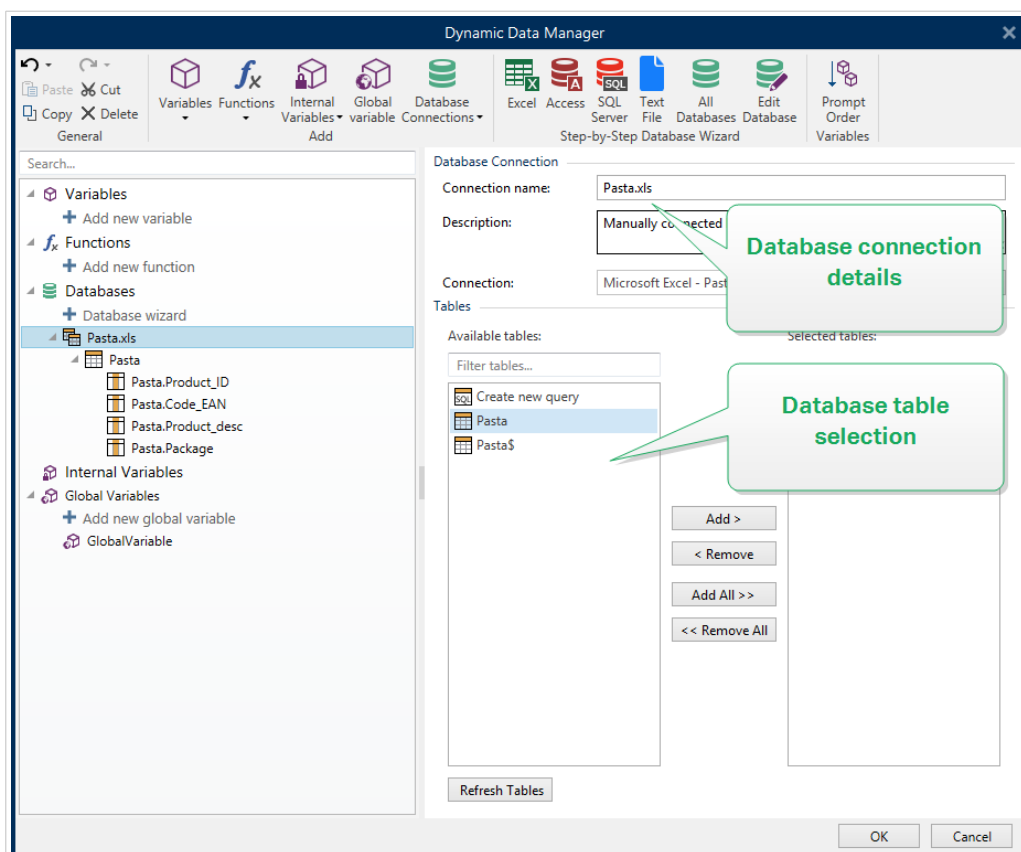 Dynamic Data Manager
Paste Cut
Copy Delete
General
Variables Functions Internal Variables Global variable Database Connections
Add
Excel Access SQL Server Text File All Databases Edit Database
Step-by-Step Database Wizard
Prompt Order
Variables
Search...
Variables
Add new variable
Functions
Add new function
Databases
Database wizard
Pasta.xls
Pasta
Pasta.Product_ID
Pasta.Code_EAN
Pasta.Product_desc
Pasta.Package
Internal Variables
Global Variables
Add new global variable
GlobalVariable
Database Connection
Connection name: Pasta.xls
Description: Manually connected
Connection: Microsoft Excel - Past
Database connection
details
Tables
Available tables:
Selected tables:
Filter tables...
SQL Create new query
Pasta
Pasta$
Database table
selection
Add >
< Remove
Add All >>
<< Remove All
Refresh Tables
OK Cancel